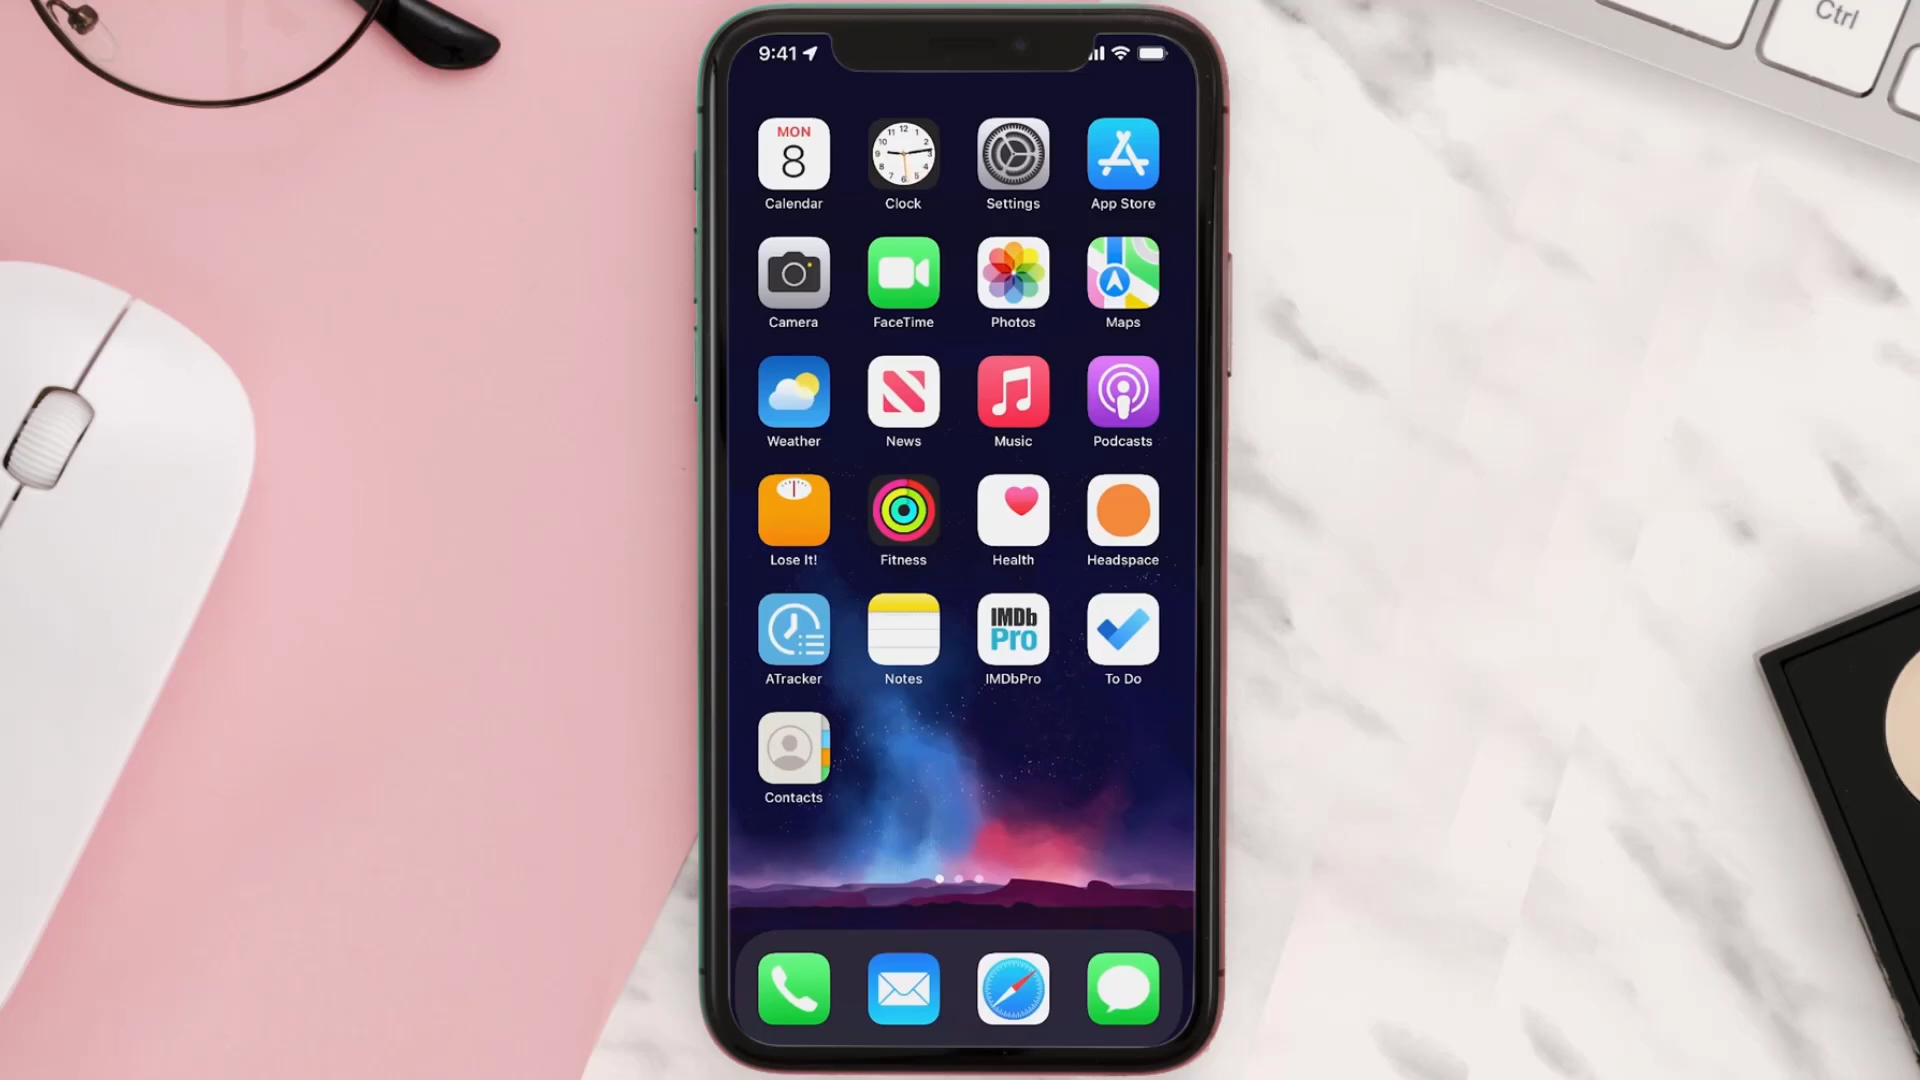 Ctrl
9:41
MON
8
12
Calendar
Clock
Settings
App Store
Camera
FaceTime
Photos
Maps
Weather
News
Music
Podcasts
Lose It!
Fitness
Health
Headspace
IMDb
Pro
ATracker
Notes
IMDbPro
To Do
Contacts